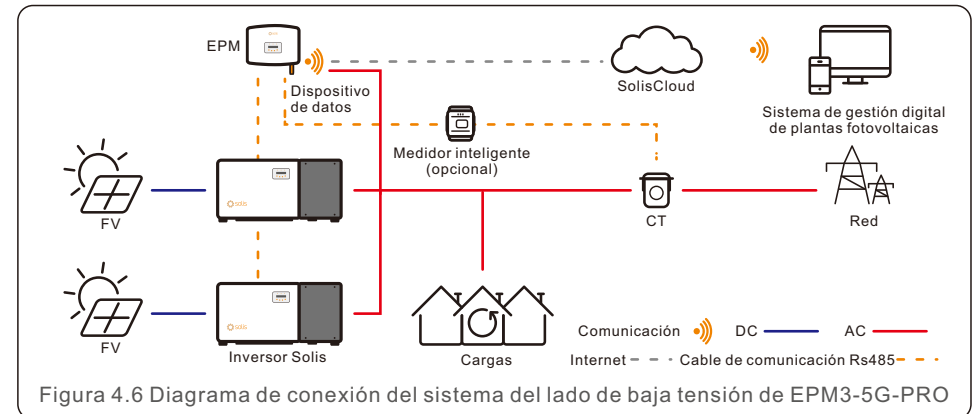 EPM
Dispositivo
de datos
SolisCloud
Sistema de gestión digital
de plantas fotovoltaicas
Medidor inteligente
(opcional)
FV
solis
CT
Red
FV
solis
Inversor Solis
Cargas
Comunicación
DC
AC
Internet
Cable de comunicación Rs485
Figura 4.6 Diagrama de conexión del sistema del lado de baja tensión de EPM3-5G-PRO